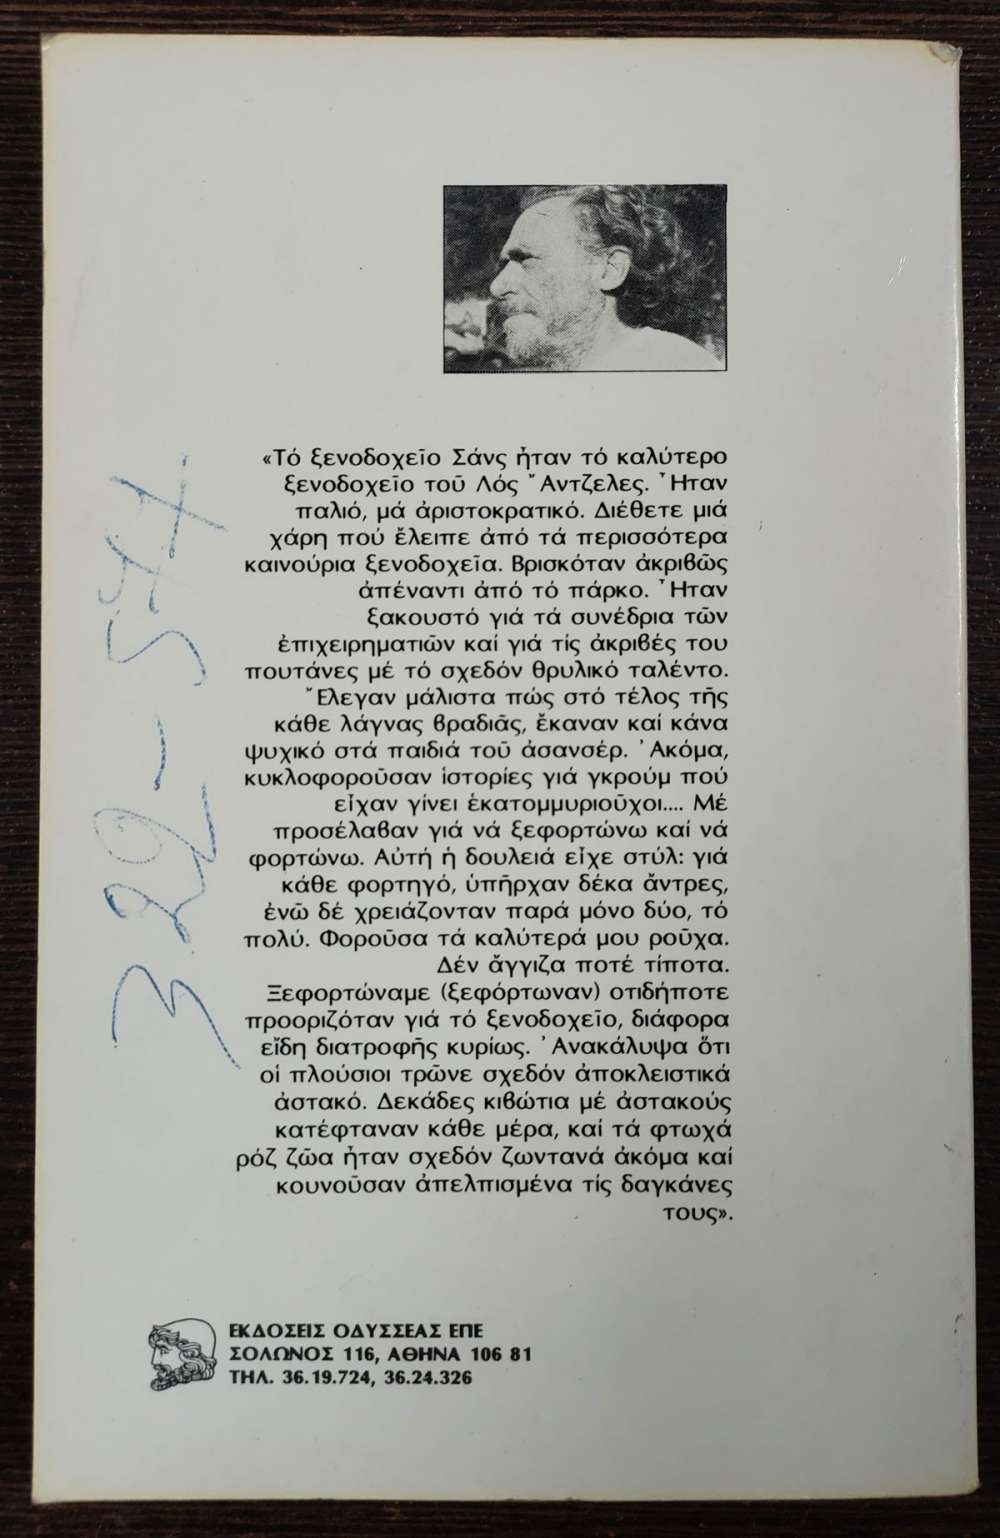 «Τό ξενοδοχεῖο Σάνς ἦταν τό καλύτερο
ξενοδοχεῖο τοῦ Λός Ἄντζελες. Ἦταν
παλιό, μά ἀριστοκρατικό. Διέθετε μιά
χάρη πού ἔλειπε ἀπό τά περισσότερα
καινούρια ξενοδοχεῖα. Βρισκόταν ἀκριβῶς
ἀπέναντι ἀπό τό πάρκο. Ἦταν
ξακουστό γιά τά συνέδρια τῶν
ἐπιχειρηματιῶν καί γιά τίς ἀκριβές του
πουτάνες μέ τό σχεδόν θρυλικό ταλέντο.
Ἔλεγαν μάλιστα πώς στό τέλος τῆς
κάθε λάγνας βραδιᾶς, ἔκαναν καί κάνα
ψυχικό στά παιδιά τοῦ ἀσανσέρ. Ἀκόμα,
κυκλοφοροῦσαν ἱστορίες γιά γκρούμ πού
εἶχαν γίνει ἑκατομμυριοῦχοι.... Μέ
προσέλαβαν γιά νά ξεφορτώνω καί νά
φορτώνω. Αὐτή ἡ δουλειά εἶχε στύλ: γιά
κάθε φορτηγό, ὑπῆρχαν δέκα ἄντρες,
ἐνῶ δέ χρειάζονταν παρά μόνο δύο, τό
πολύ. Φοροῦσα τά καλύτερά μου ροῦχα.
Δέν ἄγγιζα ποτέ τίποτα.
Ξεφορτώναμε (ξεφόρτωναν) οτιδήποτε
προοριζόταν γιά τό ξενοδοχεῖο, διάφορα
εἴδη διατροφῆς κυρίως. Ἀνακάλυψα ὅτι
οἱ πλούσιοι τρῶνε σχεδόν ἀποκλειστικά
ἀστακό. Δεκάδες κιβώτια μέ ἀστακούς
κατέφταναν κάθε μέρα, καί τά φτωχά
ρόζ ζῶα ἦταν σχεδόν ζωντανά ἀκόμα καί
κουνοῦσαν ἀπελπισμένα τίς δαγκάνες
τους».
322-544
ΕΚΔΟΣΕΙΣ ΟΔΥΣΣΕΑΣ ΕΠΕ
ΣΟΛΩΝΟΣ 116, ΑΘΗΝΑ 106 81
ΤΗΛ. 36.19.724, 36.24.326